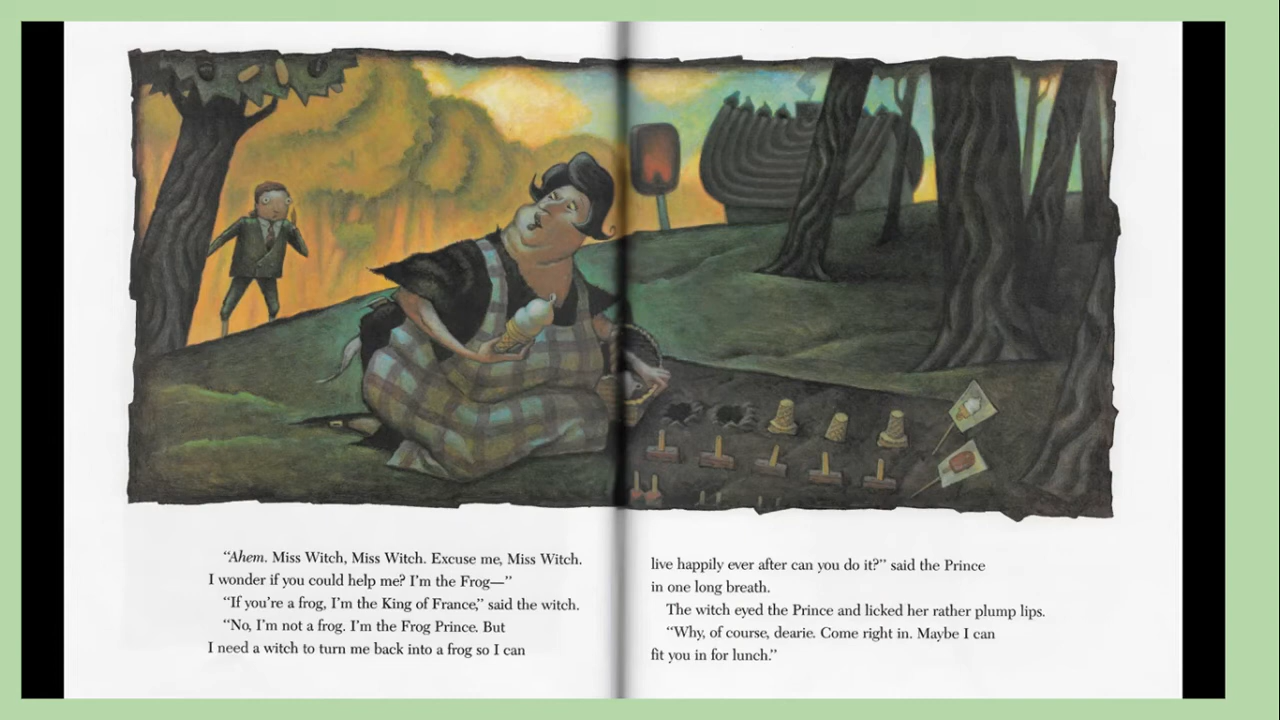 “Ahem. Miss Witch, Miss Witch. Excuse me, Miss Witch.
I wonder if you could help me? I’m the Frog—”
“If you’re a frog, I’m the King of France,” said the witch.
“No, I’m not a frog. I’m the Frog Prince. But
I need a witch to turn me back into a frog so I can
live happily ever after can you do it?” said the Prince
in one long breath.
The witch eyed the Prince and licked her rather plump lips.
“Why, of course, dearie. Come right in. Maybe I can
fit you in for lunch.”